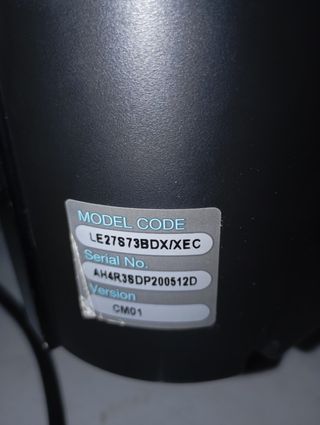 MODEL CODE
LE27S73BDX/XEC
Serial No.
AH4R3SDP200512D
Version
CM01